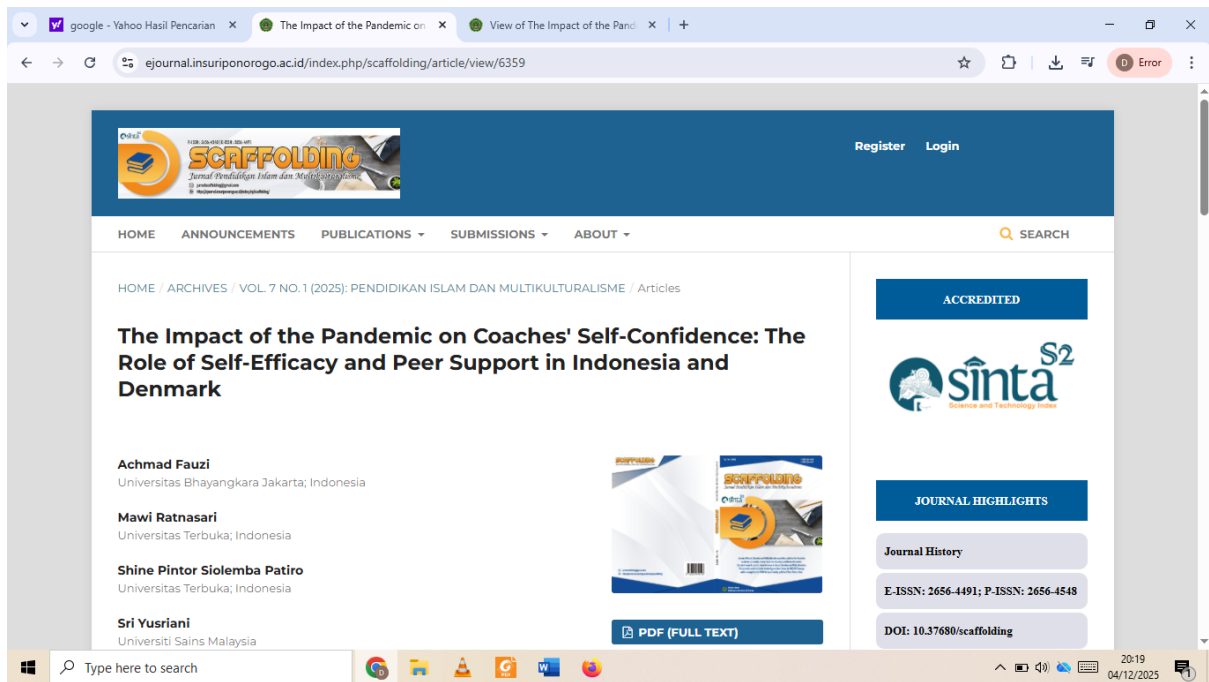 google - Yahoo Hasil Pencarian
The Impact of the Pandemic on
View of The Impact of the Pand
ejournal.insuriponorogo.ac.id/index.php/scaffolding/article/view/6359
D Error
SCAFFOLDING
Jurnal Pendidikan Islam dan Multikulturalisme
Register Login
HOME ANNOUNCEMENTS PUBLICATIONS SUBMISSIONS ABOUT SEARCH
HOME / ARCHIVES / VOL. 7 NO. 1 (2025): PENDIDIKAN ISLAM DAN MULTIKULTURALISME / Articles
The Impact of the Pandemic on Coaches' Self-Confidence: The
Role of Self-Efficacy and Peer Support in Indonesia and
Denmark
Achmad Fauzi
Universitas Bhayangkara Jakarta; Indonesia
Mawi Ratnasari
Universitas Terbuka; Indonesia
Shine Pintor Siolemba Patiro
Universitas Terbuka; Indonesia
Sri Yusriani
Universiti Sains Malaysia
SCAFFOLDING
PDF (FULL TEXT)
ACCREDITED
sinta S2
Science and Technology Index
JOURNAL HIGHLIGHTS
Journal History
E-ISSN: 2656-4491; P-ISSN: 2656-4548
DOI: 10.37680/scaffolding
Type here to search
20:19
04/12/2025
1